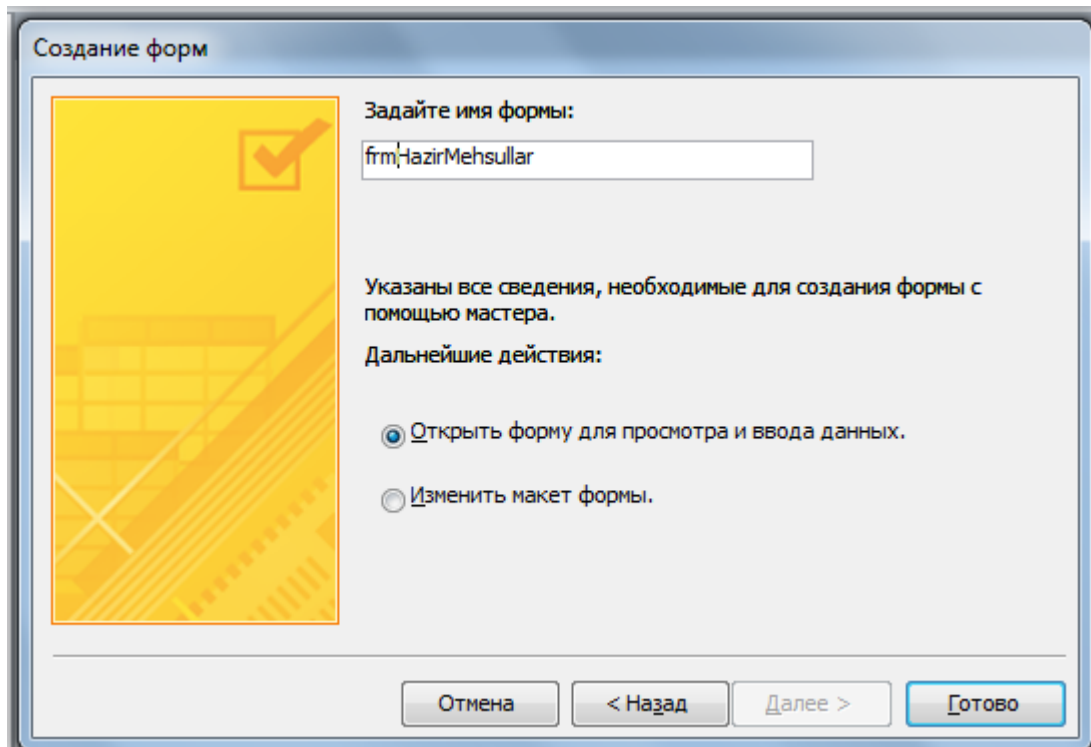 Создание форм
Задайте имя формы:
frmHazirMehsullar
Указаны все сведения, необходимые для создания формы с
помощью мастера.
Дальнейшие действия:
Открыть форму для просмотра и ввода данных.
Изменить макет формы.
Отмена
< Назад
Далее >
Готово